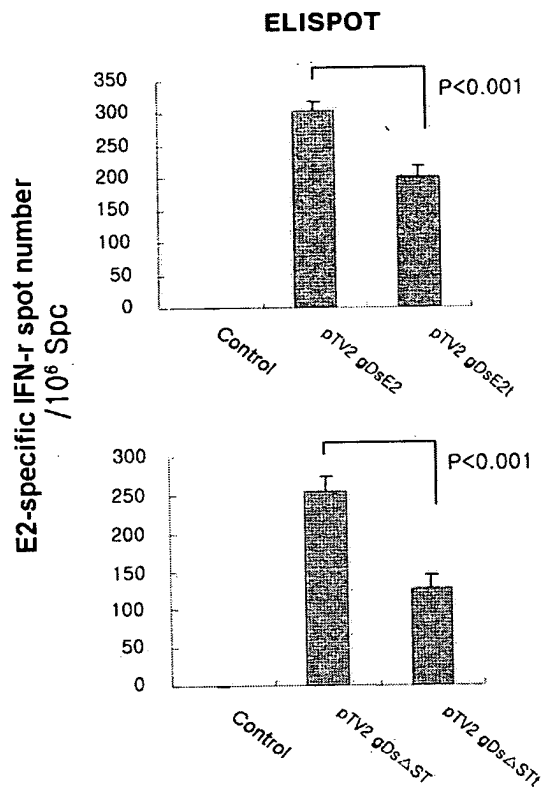 ELISPOT
E2-specific IFN-r spot number
/10⁶ Spc
350
300
250
200
150
100
50
0
P<0.001
Control
pTV2 gDsE2
pTV2 gDsE2t
300
250
200
150
100
50
0
P<0.001
Control
pTV2 gDs△ST
pTV2 gDs△STt